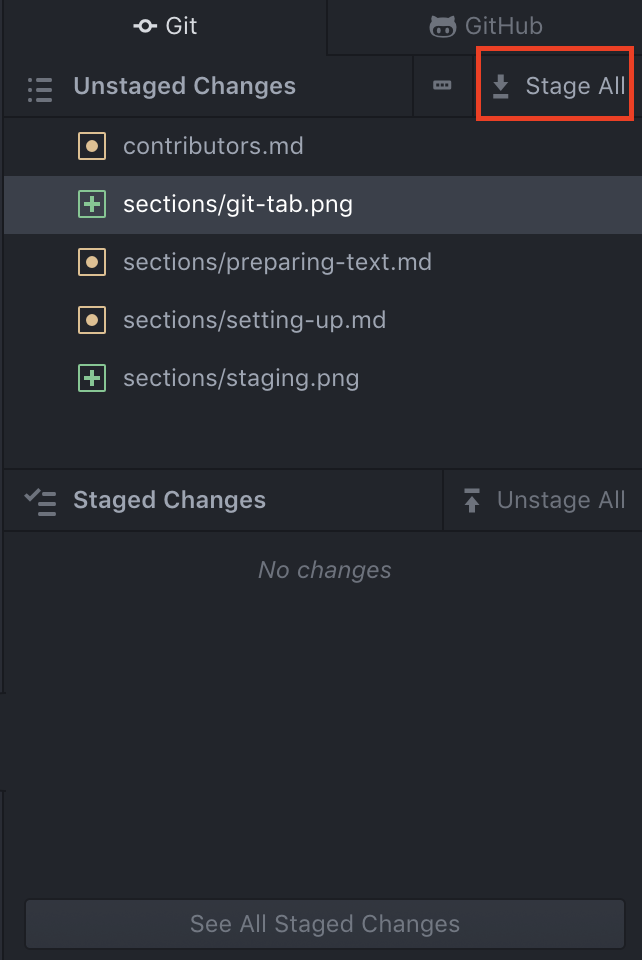 Git GitHub
Unstaged Changes Stage All
contributors.md
sections/git-tab.png
sections/preparing-text.md
sections/setting-up.md
sections/staging.png
Staged Changes Unstage All
No changes
See All Staged Changes